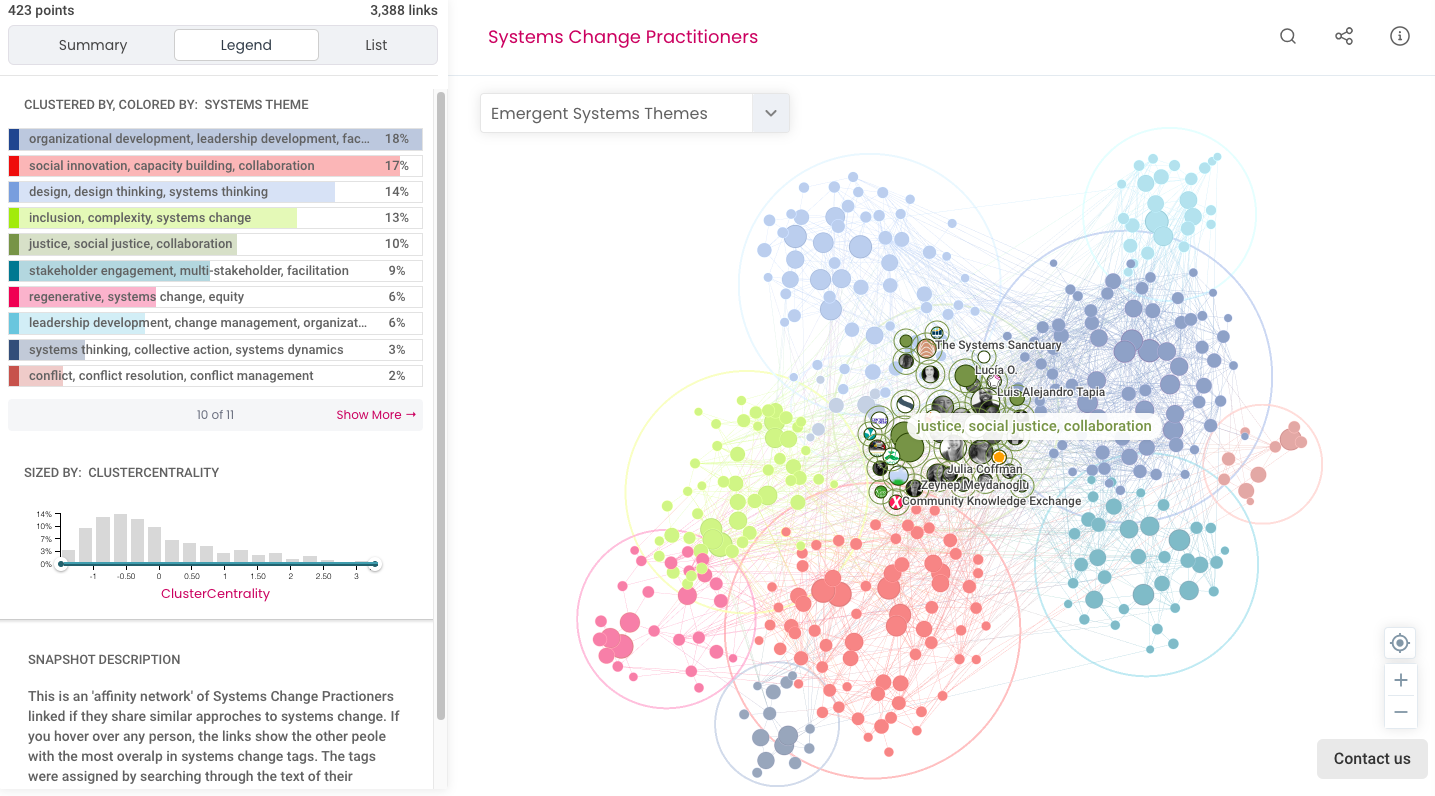 423 points
3,388 links
Summary
Legend
List
Systems Change Practitioners
CLUSTERED BY, COLORED BY: SYSTEMS THEME
organizational development, leadership development, fac... 18%
social innovation, capacity building, collaboration 17%
design, design thinking, systems thinking 14%
inclusion, complexity, systems change 13%
justice, social justice, collaboration 10%
stakeholder engagement, multi-stakeholder, facilitation 9%
regenerative, systems change, equity 6%
leadership development, change management, organizat... 6%
systems thinking, collective action, systems dynamics 3%
conflict, conflict resolution, conflict management 2%
10 of 11
Show More →
SIZED BY: CLUSTERCENTRALITY
14%
10%
7%
3%
0%
-1 -0.50 0 0.50 1 1.50 2 2.50 3
ClusterCentrality
SNAPSHOT DESCRIPTION
This is an 'affinity network' of Systems Change Practioners
linked if they share similar approches to systems change. If
you hover over any person, the links show the other peole
with the most overalp in systems change tags. The tags
were assigned by searching through the text of their
Emergent Systems Themes
The Systems Sanctuary
Lucía O.
Luis Alejandro Tapia
justice, social justice, collaboration
Julia Coffman
Zeynep Meydanoglu
Community Knowledge Exchange
Contact us